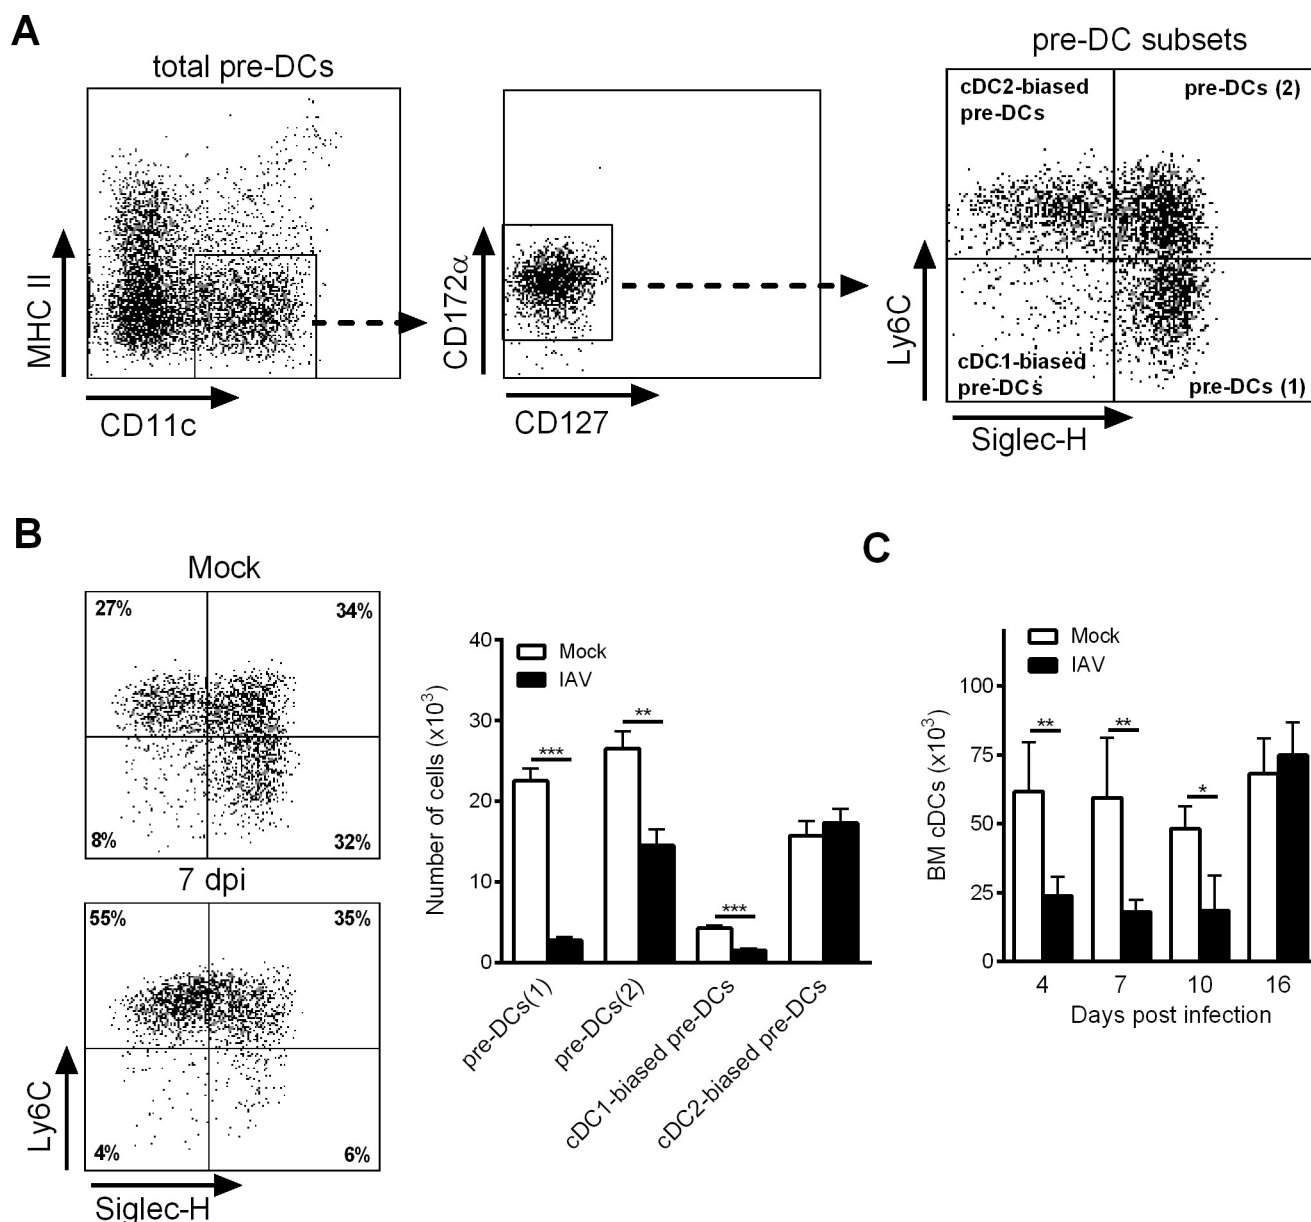 A
total pre-DCs
MHC II
CD11c
CD172α
CD127
pre-DC subsets
cDC2-biased
pre-DCs
pre-DCs (2)
cDC1-biased
pre-DCs
pre-DCs (1)
Ly6C
Siglec-H
B
Mock
27%
34%
8%
32%
7 dpi
55%
35%
4%
6%
Ly6C
Siglec-H
Number of cells (x10³)
40
30
20
10
0
Mock
IAV
***
**
***
pre-DCs(1)
pre-DCs(2)
cDC1-biased pre-DCs
cDC2-biased pre-DCs
C
BM cDCs (x10³)
100
75
50
25
0
Mock
IAV
**
**
*
4
7
10
16
Days post infection